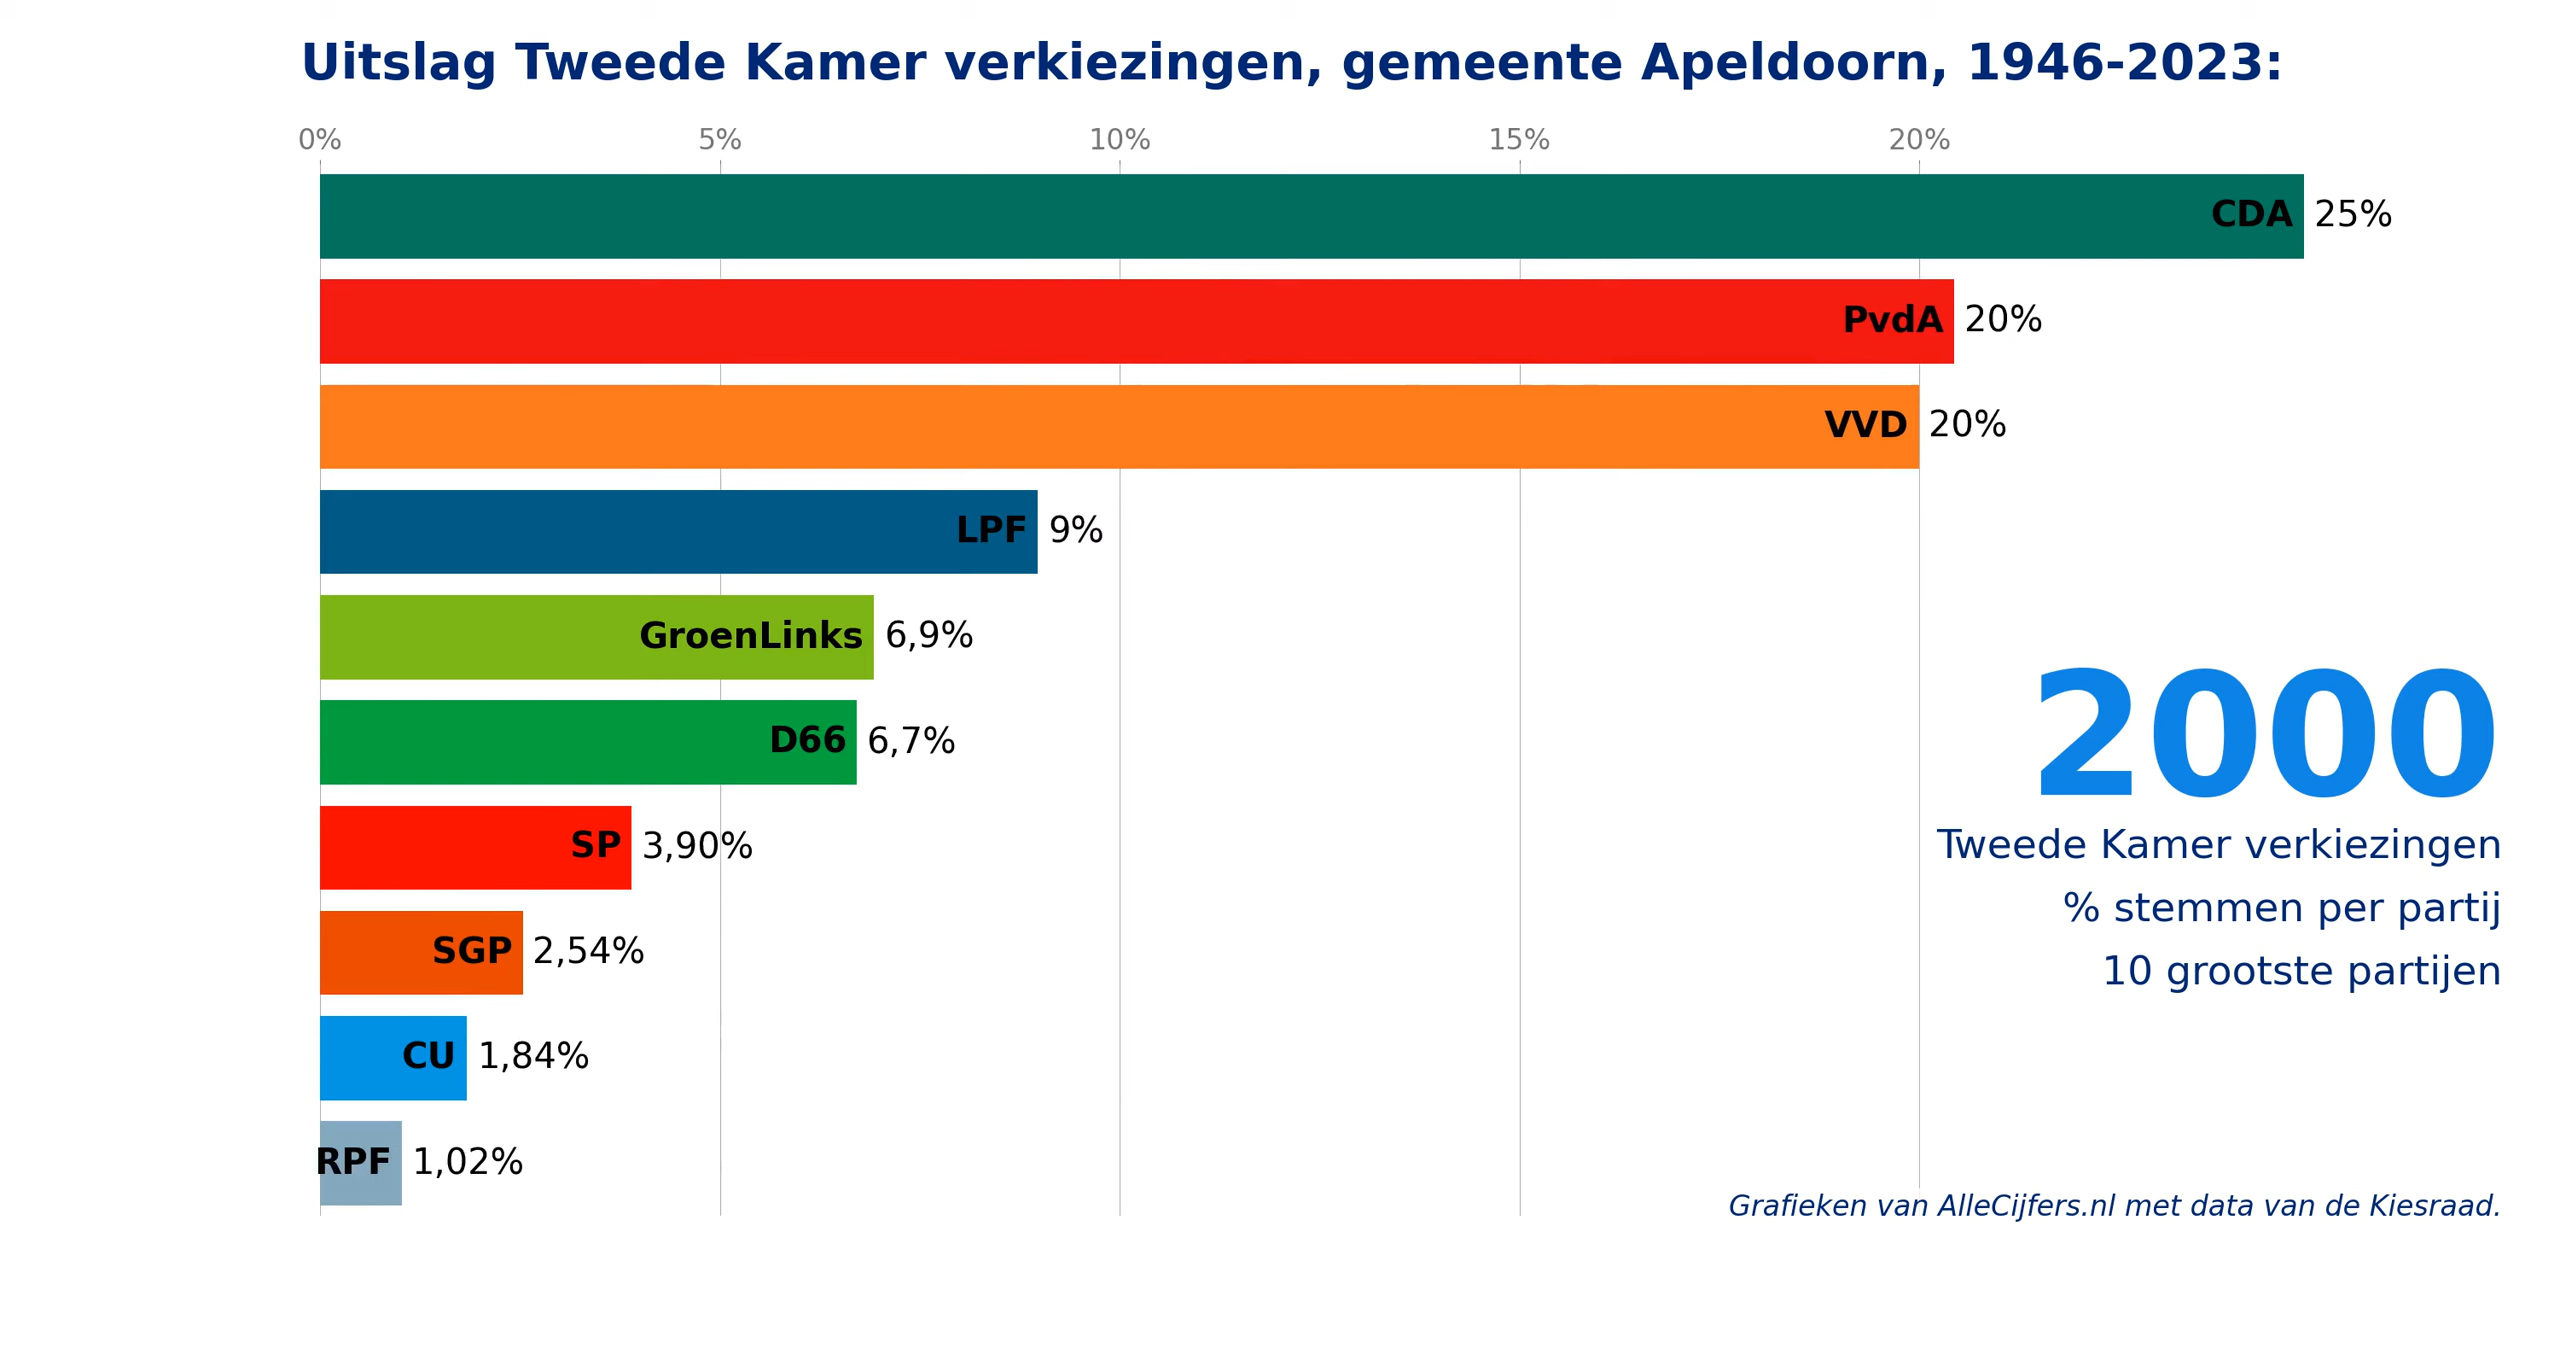 Uitslag Tweede Kamer verkiezingen, gemeente Apeldoorn, 1946-2023:
0% 5% 10% 15% 20%
CDA 25%
PvdA 20%
VVD 20%
LPF 9%
GroenLinks 6,9%
D66 6,7%
SP 3,90%
SGP 2,54%
CU 1,84%
RPF 1,02%
2000
Tweede Kamer verkiezingen
% stemmen per partij
10 grootste partijen
Grafieken van AlleCijfers.nl met data van de Kiesraad.